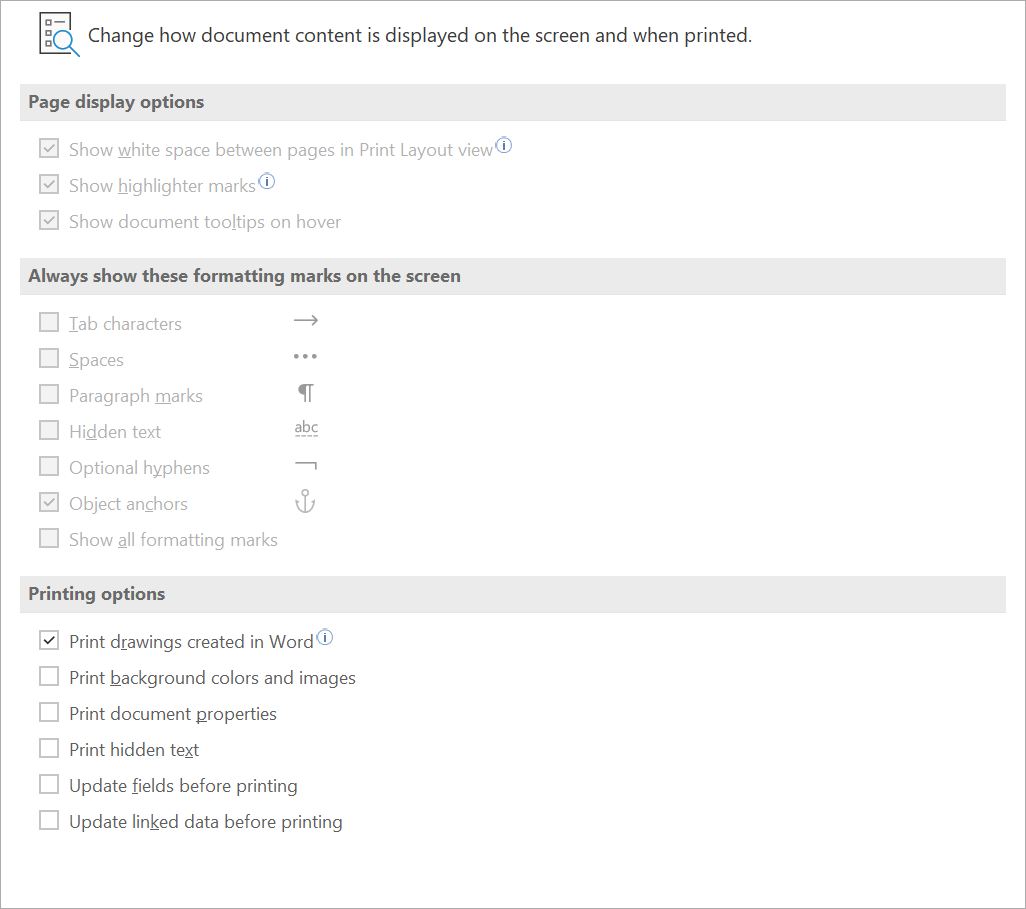 Change how document content is displayed on the screen and when printed.
Page display options
Show white space between pages in Print Layout view
Show highlighter marks
Show document tooltips on hover
Always show these formatting marks on the screen
Tab characters
Spaces
Paragraph marks ¶
Hidden text abc
Optional hyphens
Object anchors
Show all formatting marks
Printing options
Print drawings created in Word
Print background colors and images
Print document properties
Print hidden text
Update fields before printing
Update linked data before printing